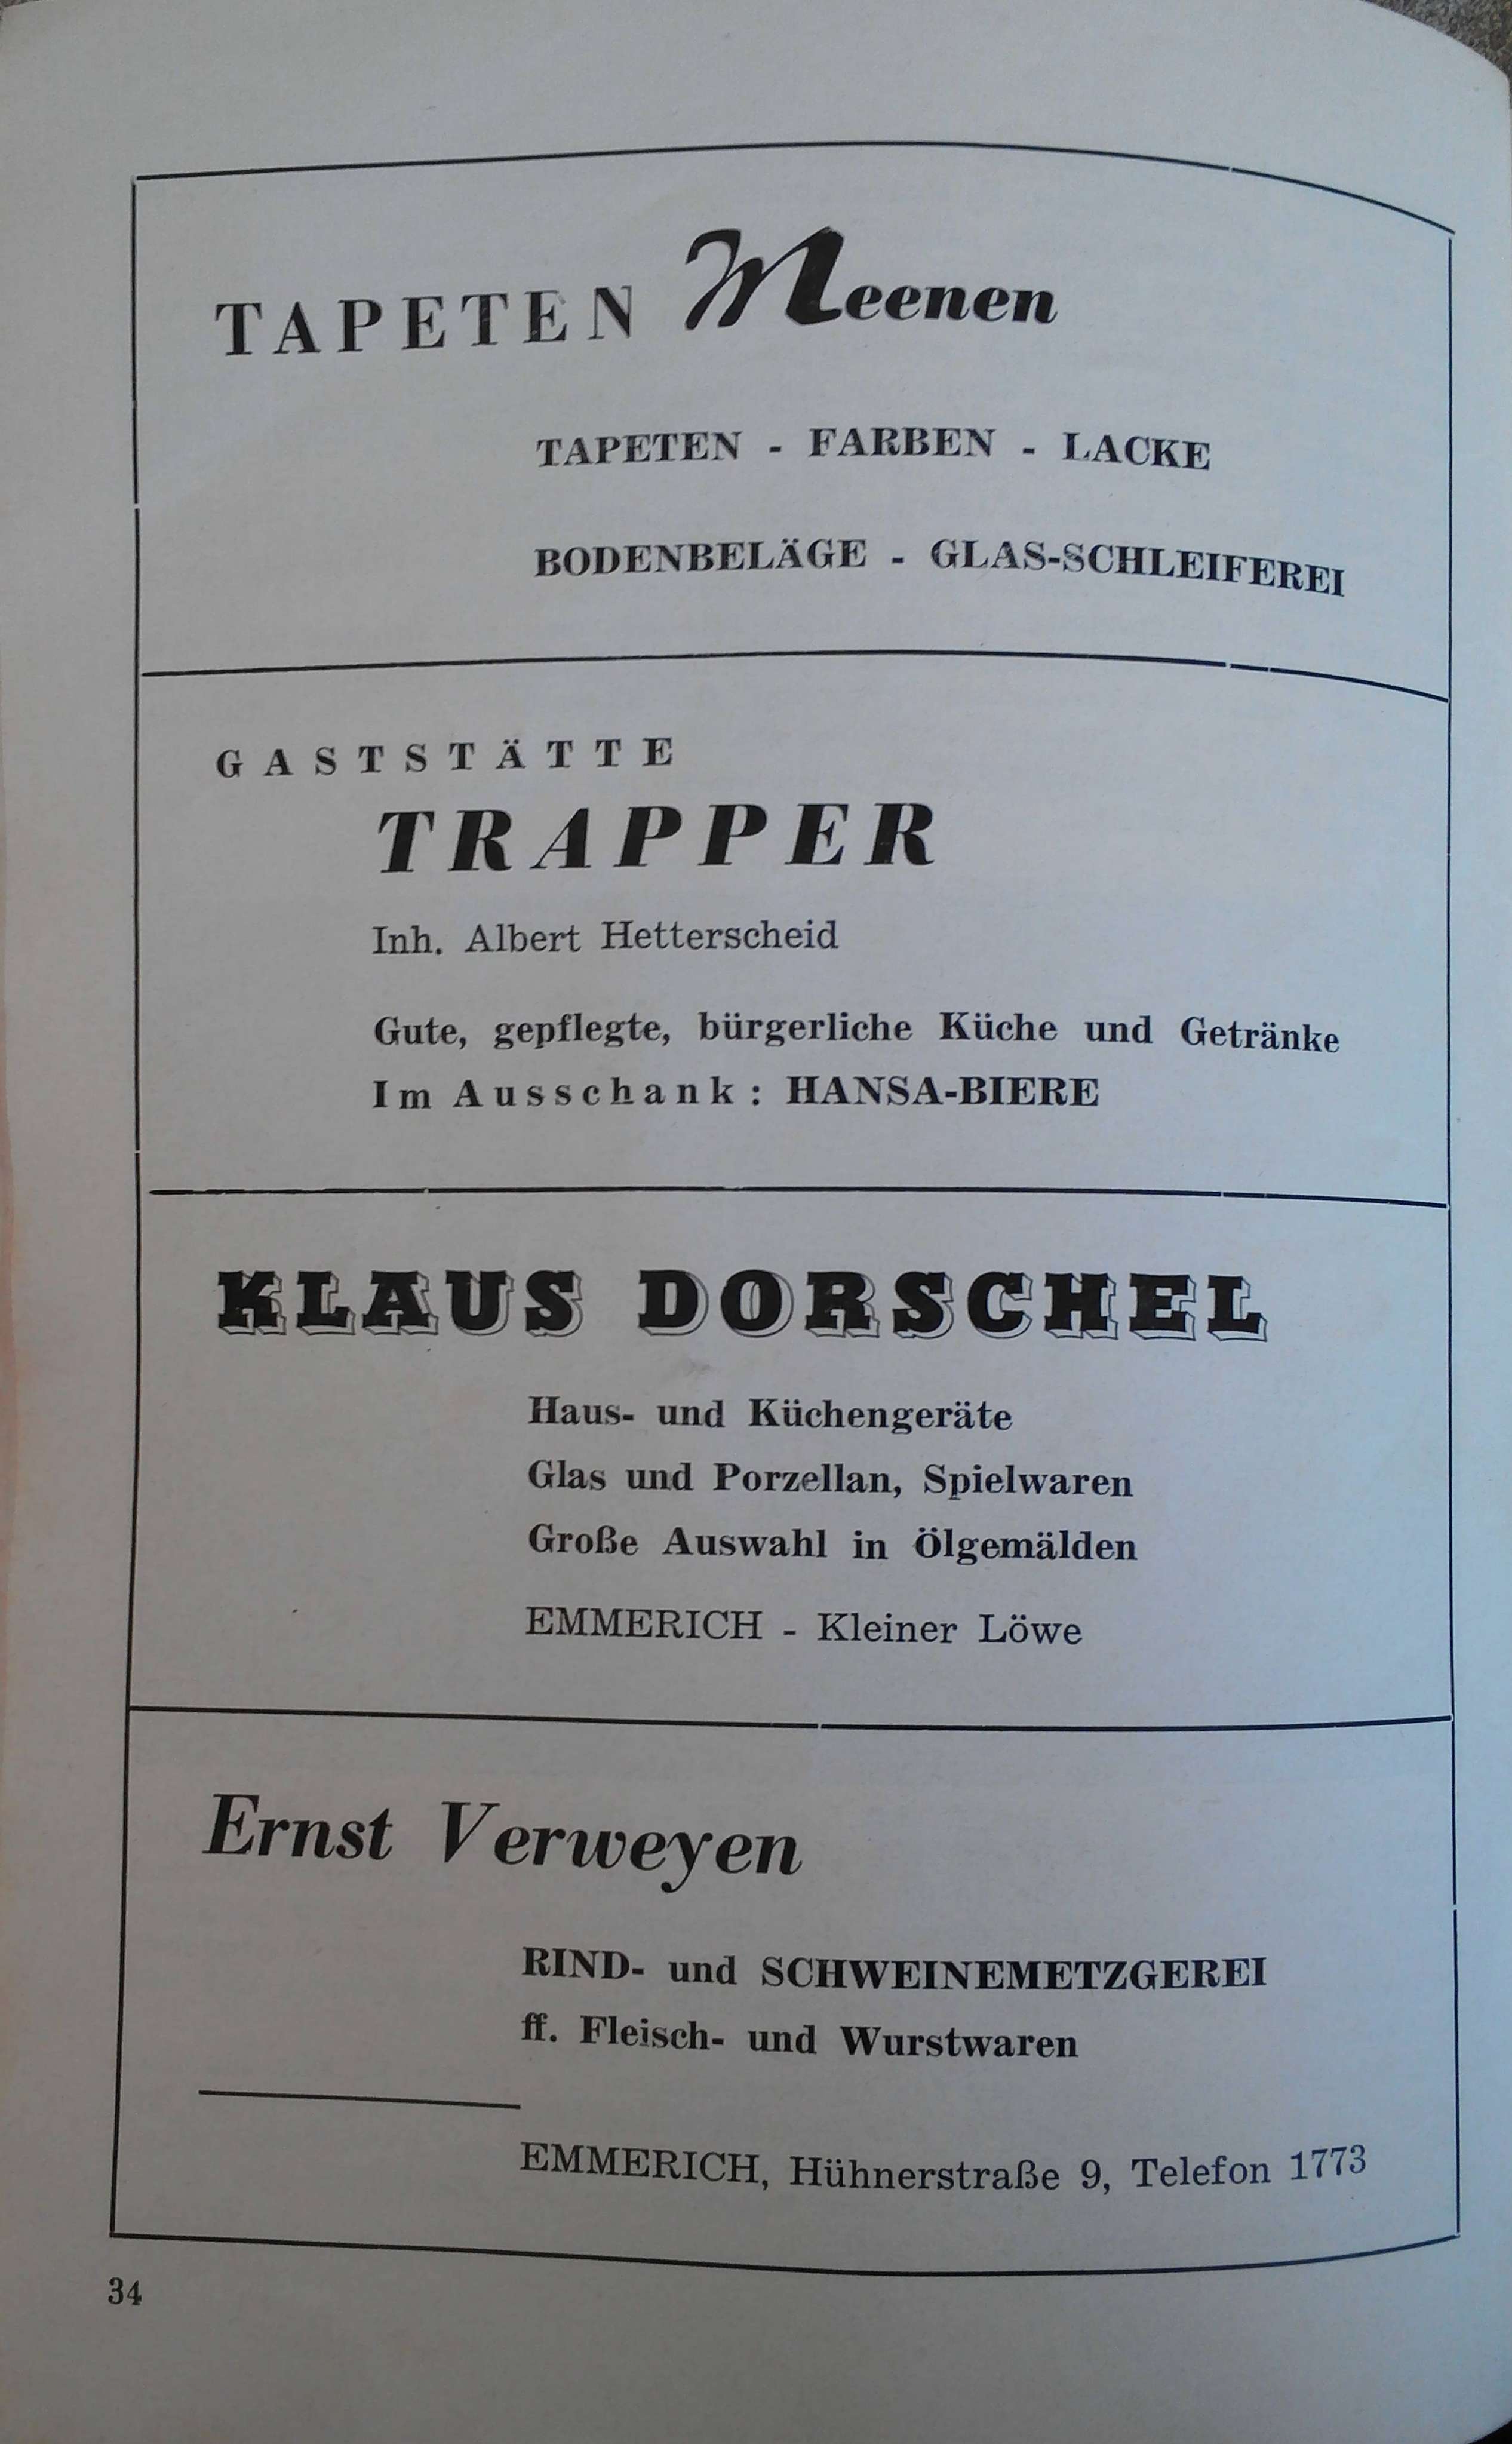 TAPETEN Meenen
TAPETEN - FARBEN - LACKE
BODENBELÄGE - GLAS-SCHLEIFEREI
GASTSTÄTTE
TRAPPER
Inh. Albert Hetterscheid
Gute, gepflegte, bürgerliche Küche und Getränke
Im Ausschank: HANSA-BIERE
KLAUS DORSCHEL
Haus- und Küchengeräte
Glas und Porzellan, Spielwaren
Große Auswahl in Ölgemälden
EMMERICH - Kleiner Löwe
Ernst Verweyen
RIND- und SCHWEINEMETZGEREI
ff. Fleisch- und Wurstwaren
EMMERICH, Hühnerstraße 9, Telefon 1773
34